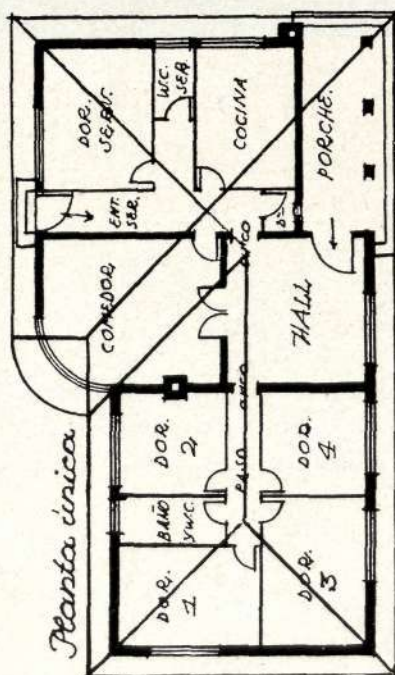 Planta única
DOR.
SERV.
W.C.
SER.
COCINA
ENT.
SER.
COMEDOR
PORCHE.
HALL
PASO
DOR.
2
BAÑO
Y W.C.
DOR.
1
DOR.
4
DOR.
3